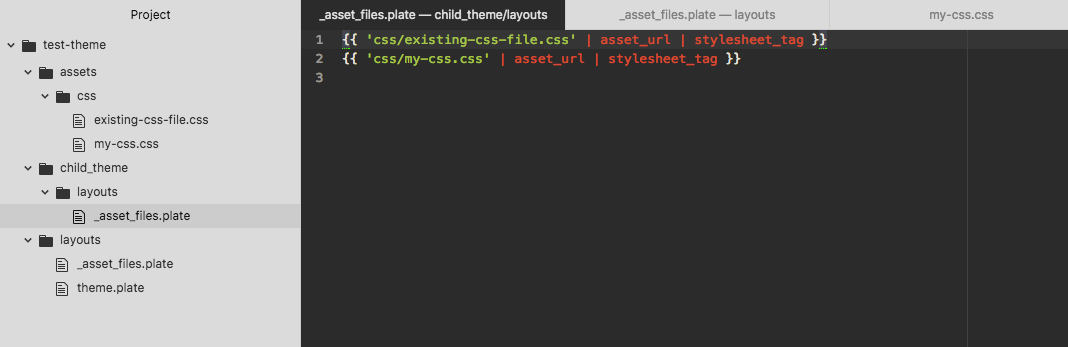 Project
test-theme
assets
css
existing-css-file.css
my-css.css
child_theme
layouts
_asset_files.plate
layouts
_asset_files.plate
theme.plate
_asset_files.plate — child_theme/layouts
_asset_files.plate — layouts
my-css.css
1 {{ 'css/existing-css-file.css' | asset_url | stylesheet_tag }}
2 {{ 'css/my-css.css' | asset_url | stylesheet_tag }}
3